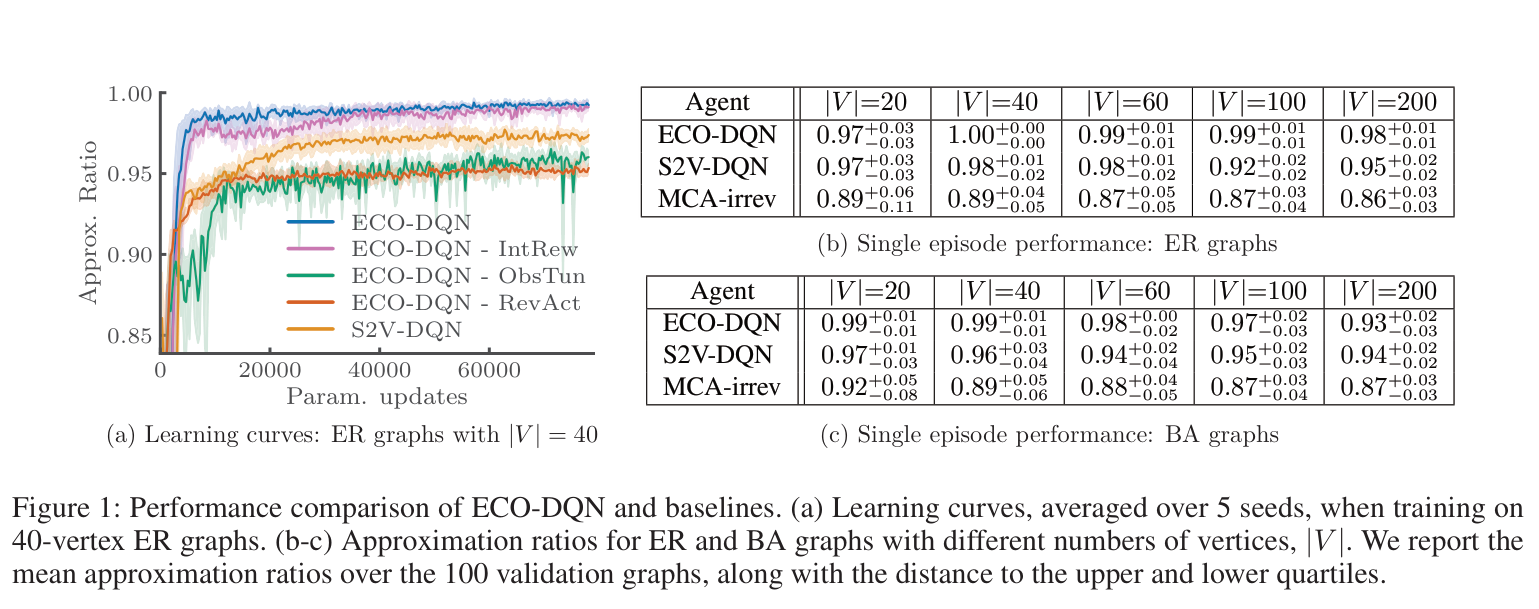 1.00
0.95
0.90
0.85
Approx. Ratio
0 20000 40000 60000
Param. updates
ECO-DQN
ECO-DQN - IntRew
ECO-DQN - ObsTun
ECO-DQN - RevAct
S2V-DQN
(a) Learning curves: ER graphs with |V| = 40
Agent |V|=20 |V|=40 |V|=60 |V|=100 |V|=200
ECO-DQN 0.97+0.03−0.03 1.00+0.00−0.00 0.99+0.01−0.01 0.99+0.01−0.01 0.98+0.01−0.01
S2V-DQN 0.97+0.03−0.03 0.98+0.01−0.02 0.98+0.01−0.02 0.92+0.02−0.02 0.95+0.02−0.02
MCA-irrev 0.89+0.06−0.11 0.89+0.04−0.05 0.87+0.05−0.05 0.87+0.03−0.04 0.86+0.03−0.03
(b) Single episode performance: ER graphs
Agent |V|=20 |V|=40 |V|=60 |V|=100 |V|=200
ECO-DQN 0.99+0.01−0.01 0.99+0.01−0.01 0.98+0.00−0.02 0.97+0.02−0.03 0.93+0.02−0.03
S2V-DQN 0.97+0.01−0.03 0.96+0.03−0.04 0.94+0.02−0.04 0.95+0.02−0.03 0.94+0.02−0.02
MCA-irrev 0.92+0.05−0.08 0.89+0.05−0.06 0.88+0.04−0.05 0.87+0.03−0.04 0.87+0.03−0.03
(c) Single episode performance: BA graphs
Figure 1: Performance comparison of ECO-DQN and baselines. (a) Learning curves, averaged over 5 seeds, when training on
40-vertex ER graphs. (b-c) Approximation ratios for ER and BA graphs with different numbers of vertices, |V|. We report the
mean approximation ratios over the 100 validation graphs, along with the distance to the upper and lower quartiles.